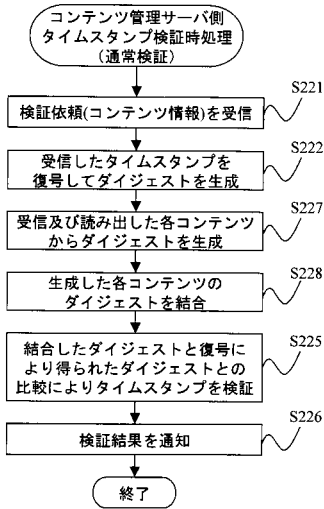 コンテンツ管理サーバ側
タイムスタンプ検証時処理
(通常検証)
S221
検証依頼(コンテンツ情報)を受信
S222
受信したタイムスタンプを
復号してダイジェストを生成
S227
受信及び読み出した各コンテンツ
からダイジェストを生成
S228
生成した各コンテンツの
ダイジェストを結合
S225
結合したダイジェストと復号に
より得られたダイジェストとの
比較によりタイムスタンプを検証
S226
検証結果を通知
終了